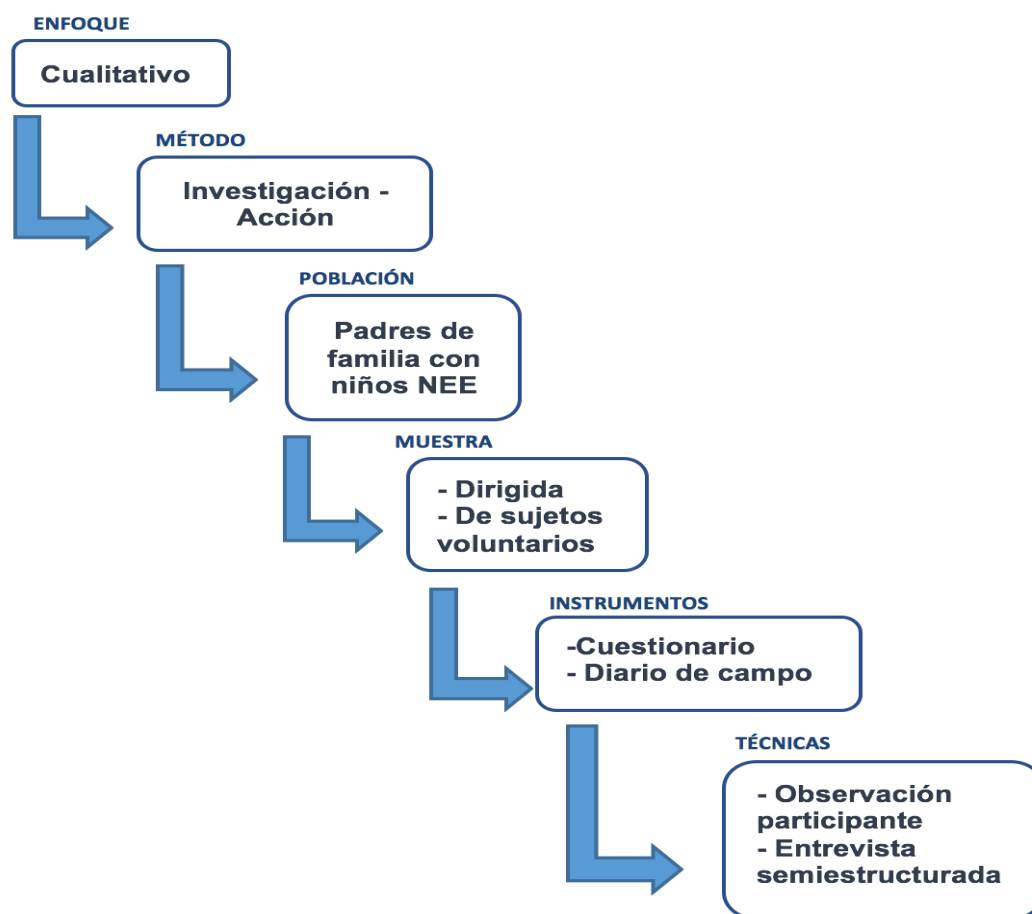 ENFOQUE
Cualitativo
MÉTODO
Investigación -
Acción
POBLACIÓN
Padres de
familia con
niños NEE
MUESTRA
- Dirigida
- De sujetos
voluntarios
INSTRUMENTOS
-Cuestionario
- Diario de campo
TÉCNICAS
- Observación
participante
- Entrevista
semiestructurada